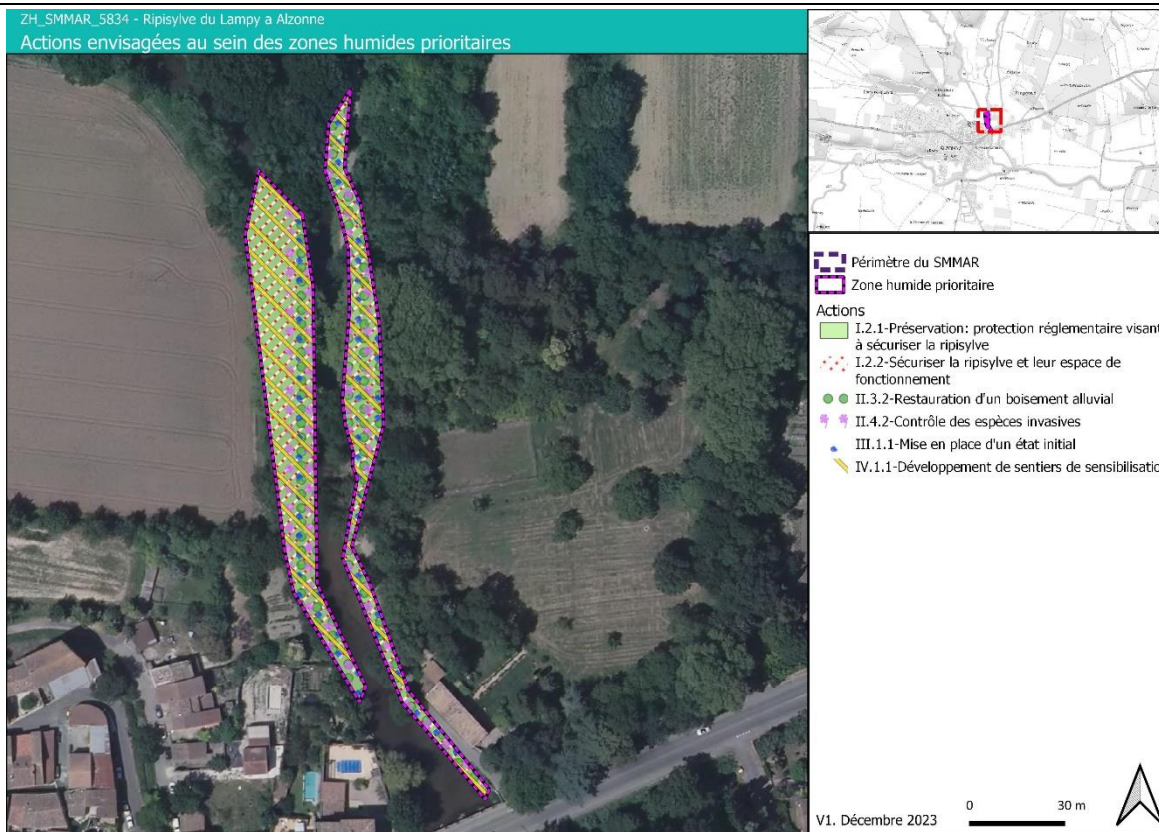 ZH_SMMAR_5834 - Ripisylve du Lampy a Alzonne
Actions envisagées au sein des zones humides prioritaires
Périmètre du SMMAR
Zone humide prioritaire
Actions
I.2.1-Préservation: protection réglementaire visant
à sécuriser la ripisylve
I.2.2-Sécuriser la ripisylve et leur espace de
fonctionnement
II.3.2-Restauration d'un boisement alluvial
II.4.2-Contrôle des espèces invasives
III.1.1-Mise en place d'un état initial
IV.1.1-Développement de sentiers de sensibilisatio
V1. Décembre 2023
0 30 m